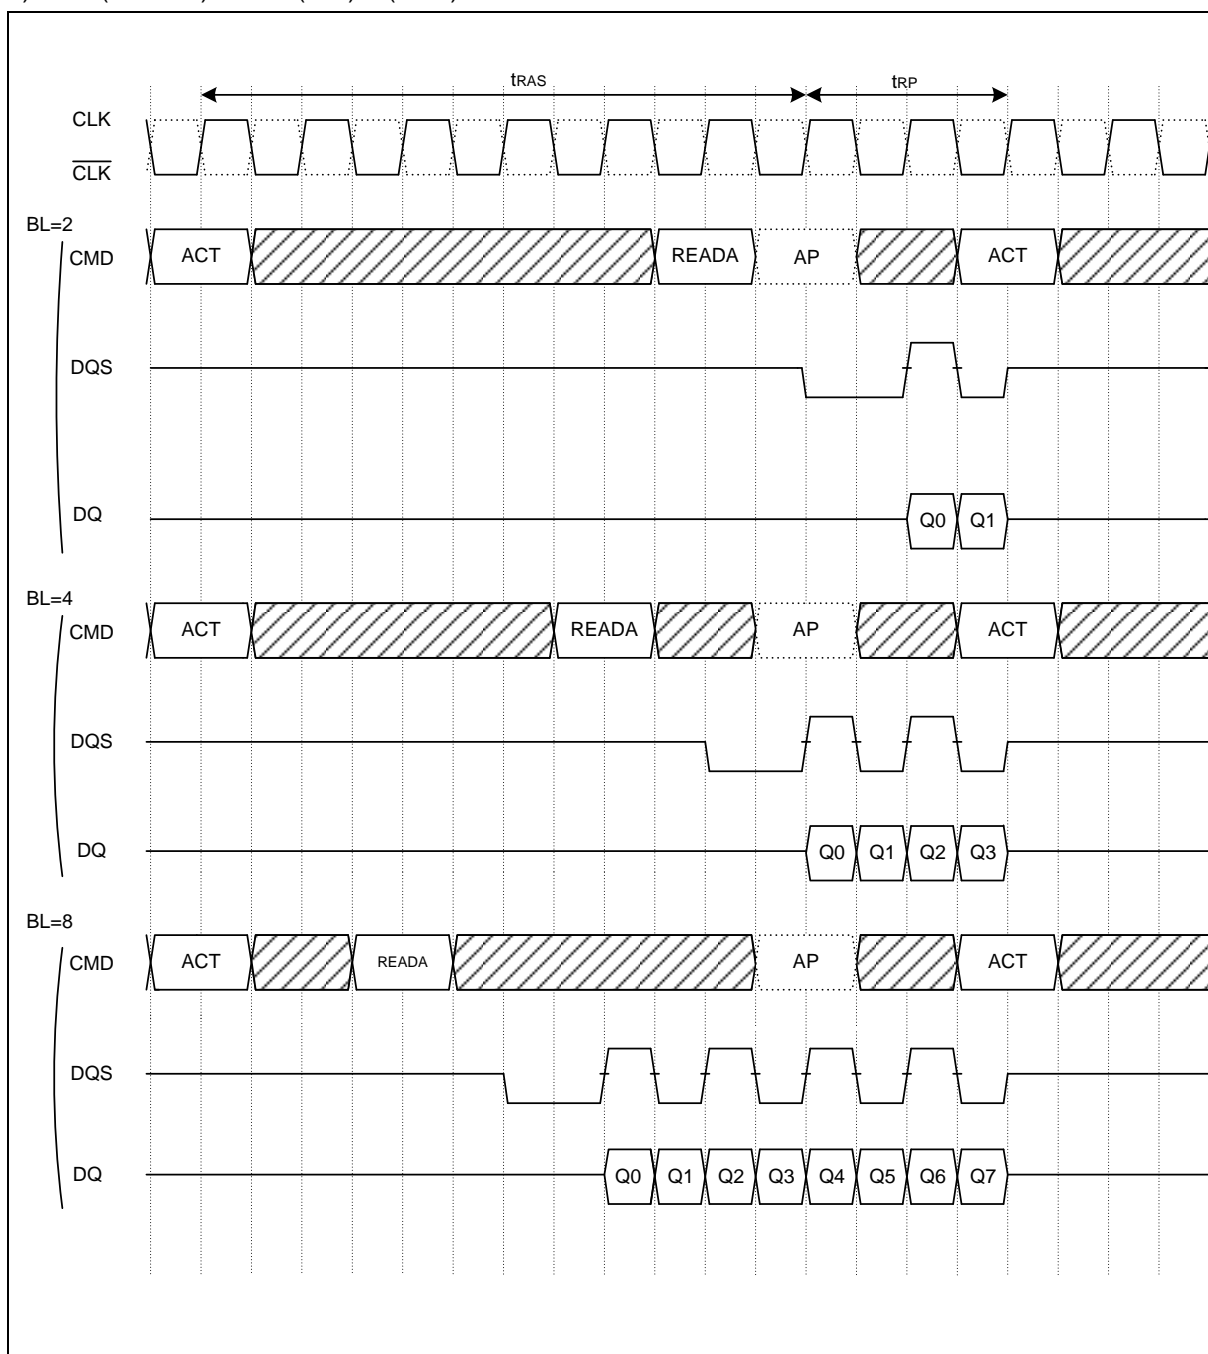 tRAS tRP
CLK
CLK
BL=2
CMD ACT READA AP ACT
DQS
DQ Q0 Q1
BL=4
CMD ACT READA AP ACT
DQS
DQ Q0 Q1 Q2 Q3
BL=8
CMD ACT READA AP ACT
DQS
DQ Q0 Q1 Q2 Q3 Q4 Q5 Q6 Q7